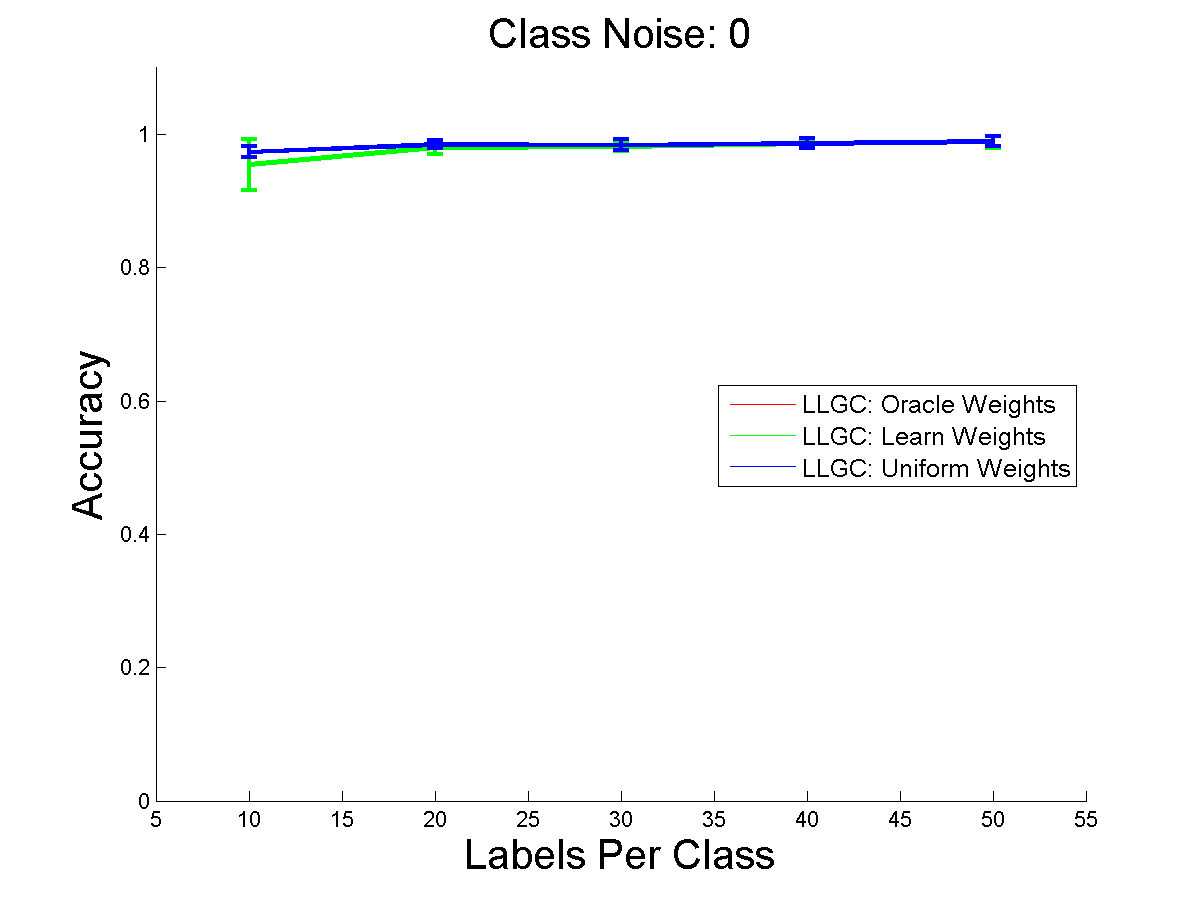 Class Noise: 0
1
0.8
0.6
0.4
0.2
0
Accuracy
LLGC: Oracle Weights
LLGC: Learn Weights
LLGC: Uniform Weights
5 10 15 20 25 30 35 40 45 50 55
Labels Per Class